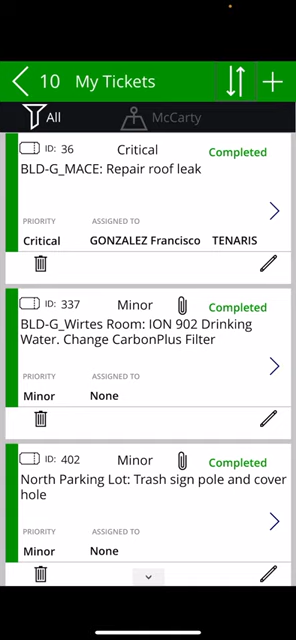 10 My Tickets
All McCarty
ID: 36 Critical Completed
BLD-G_MACE: Repair roof leak
PRIORITY ASSIGNED TO
Critical GONZALEZ Francisco TENARIS
ID: 337 Minor Completed
BLD-G_Wirtes Room: ION 902 Drinking
Water. Change CarbonPlus Filter
PRIORITY ASSIGNED TO
Minor None
ID: 402 Minor Completed
North Parking Lot: Trash sign pole and cover
hole
PRIORITY ASSIGNED TO
Minor None